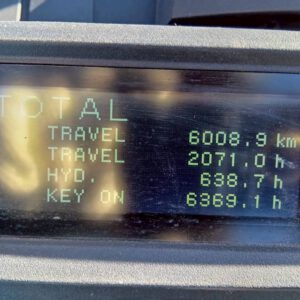 TOTAL
TRAVEL 6008.9 km
TRAVEL 2071.0 h
HYD. 638.7 h
KEY ON 6369.1 h